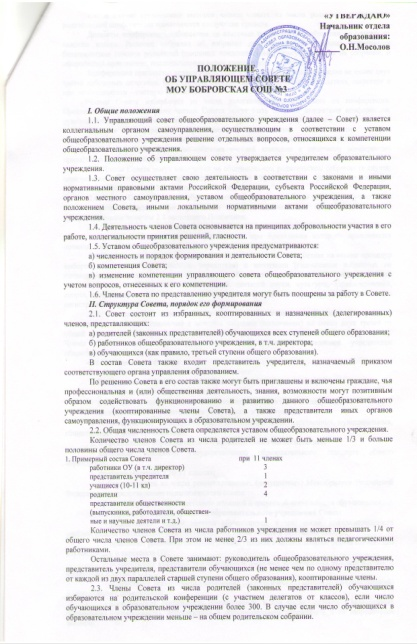 «УТВЕРЖДАЮ»
Начальник отдела
образования:
О.Н.Мосолов
ПОЛОЖЕНИЕ
ОБ УПРАВЛЯЮЩЕМ СОВЕТЕ
МОУ БОБРОВСКАЯ СОШ №3
I. Общие положения
1.1. Управляющий совет общеобразовательного учреждения (далее – Совет) является
коллегиальным органом самоуправления, осуществляющим в соответствии с уставом
общеобразовательного учреждения решение отдельных вопросов, относящихся к компетенции
общеобразовательного учреждения.
1.2. Положение об управляющем совете утверждается учредителем образовательного
учреждения.
1.3. Совет осуществляет свою деятельность в соответствии с законами и иными
нормативными правовыми актами Российской Федерации, субъекта Российской Федерации,
органов местного самоуправления, уставом общеобразовательного учреждения, а также
положением Совета, иными локальными нормативными актами общеобразовательного
учреждения.
1.4. Деятельность членов Совета основывается на принципах добровольности участия в его
работе, коллегиальности принятия решений, гласности.
1.5. Уставом общеобразовательного учреждения предусматриваются:
а) численность и порядок формирования и деятельности Совета;
б) компетенция Совета;
в) изменение компетенции управляющего совета общеобразовательного учреждения с
учетом вопросов, отнесенных к его компетенции.
1.6. Члены Совета по представлению учредителя могут быть поощрены за работу в Совете.
II. Структура Совета, порядок его формирования
2.1. Совет состоит из избранных, кооптированных и назначенных (делегированных)
членов, представляющих:
а) родителей (законных представителей) обучающихся всех ступеней общего образования;
б) работников общеобразовательного учреждения, в т.ч. директора;
в) обучающихся (как правило, третьей ступени общего образования).
В состав Совета также входит представитель учредителя, назначаемый приказом
соответствующего органа управления образованием.
По решению Совета в его состав также могут быть приглашены и включены граждане, чья
профессиональная и (или) общественная деятельность, знания, возможности могут позитивным
образом содействовать функционированию и развитию данного общеобразовательного
учреждения (кооптированные члены Совета), а также представители иных органов
самоуправления, функционирующих в образовательном учреждении.
2.2. Общая численность Совета определяется уставом общеобразовательного учреждения.
Количество членов Совета из числа родителей не может быть меньше 1/3 и больше
половины общего числа членов Совета.
1. Примерный состав Совета при 11 членах
работники ОУ (в т.ч. директор) 3
представитель учредителя 1
учащиеся (10-11 кл) 2
родители 4
представители общественности
(выпускники, работодатели, обществен-
ные и научные деятели и т.д.) 1
Количество членов Совета из числа работников учреждения не может превышать 1/4 от
общего числа членов Совета. При этом не менее 2/3 из них должны являться педагогическими
работниками.
Остальные места в Совете занимают: руководитель общеобразовательного учреждения,
представитель учредителя, представители обучающихся (не менее чем по одному представителю
от каждой из двух параллелей старшей ступени общего образования), кооптированные члены.
2.3. Члены Совета из числа родителей (законных представителей) обучающихся
избираются на родительской конференции (с участием делегатов от классов), если число
обучающихся в образовательном учреждении более 300. В случае если число обучающихся в
образовательном учреждении меньше – на общем родительском собрании.